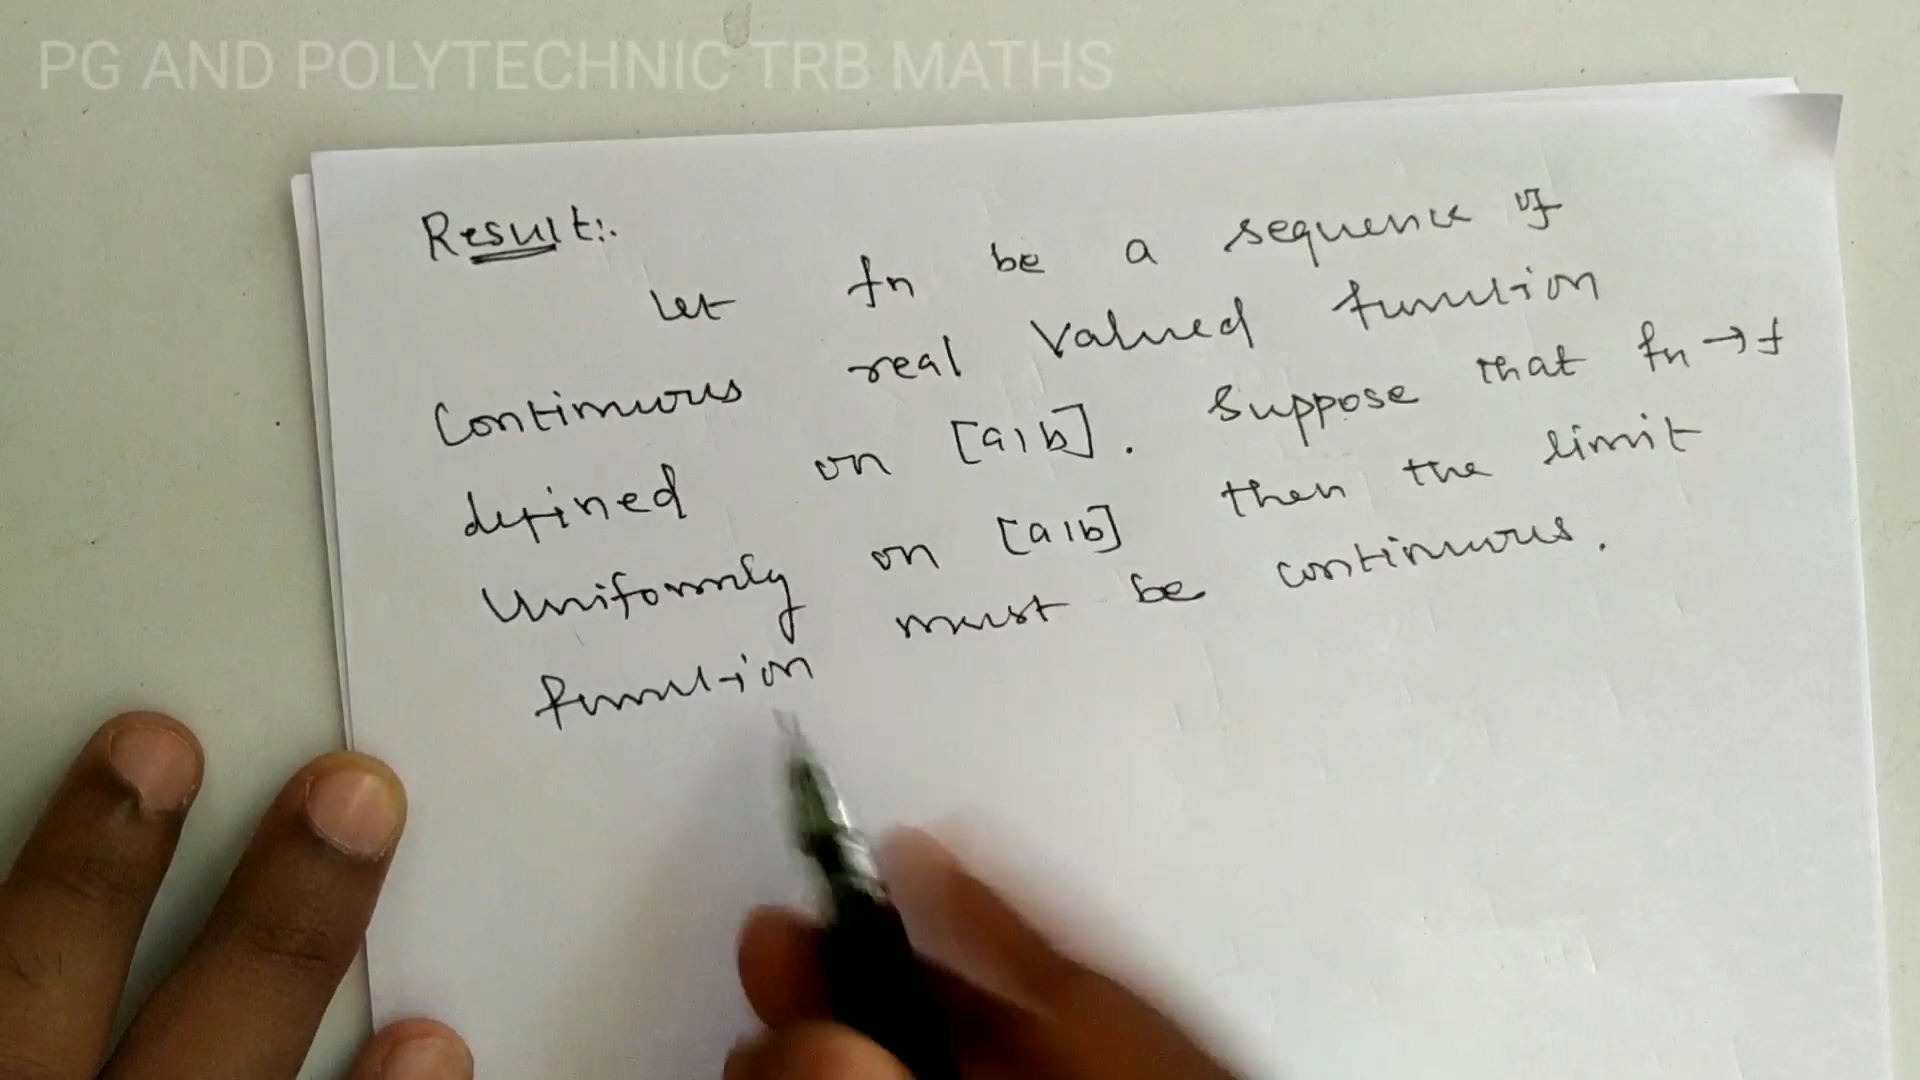 PG AND POLYTECHNIC TRB MATHS
Result:.
Let fn be a sequence of
Continuous real valued function
defined on [a,b]. Suppose that fn → f
Uniformly on [a,b] then the limit
function must be continuous.